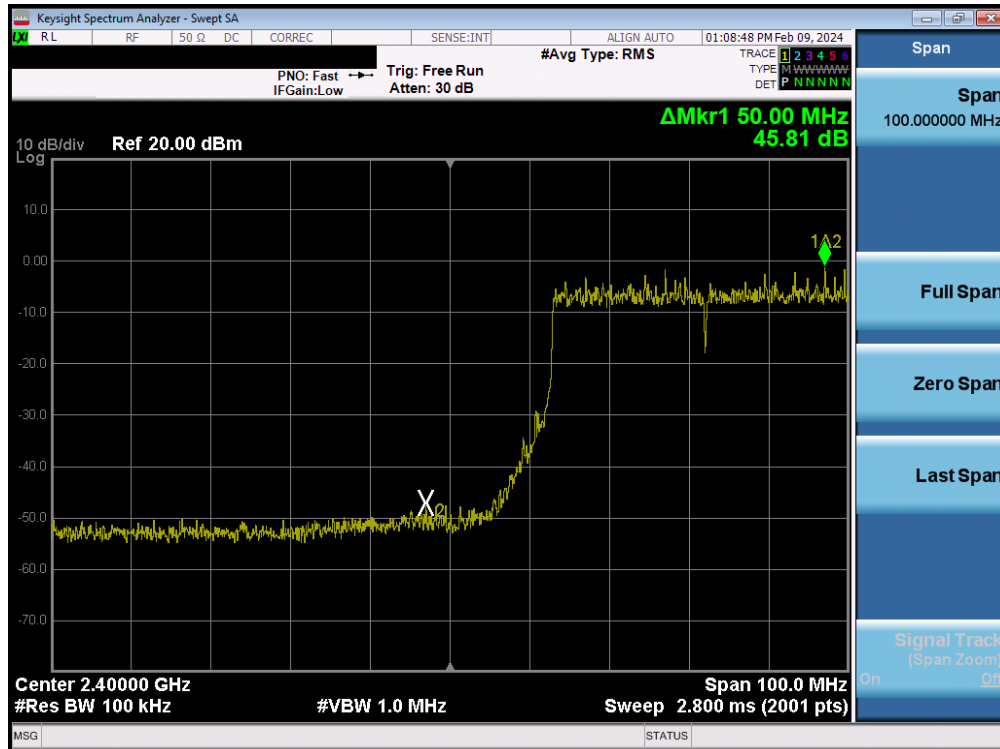 Keysight Spectrum Analyzer - Swept SA
LXI RL RF 50 Ω DC CORREC SENSE:INT ALIGN AUTO 01:08:48 PM Feb 09, 2024
#Avg Type: RMS
TRACE 1 2 3 4 5 6
TYPE M WWWWW
DET P N N N N N
PNO: Fast
IFGain:Low
Trig: Free Run
Atten: 30 dB
ΔMkr1 50.00 MHz
45.81 dB
10 dB/div
Log
Ref 20.00 dBm
10.0
0.00
-10.0
-20.0
-30.0
-40.0
-50.0
-60.0
-70.0
1Δ2
X2
Center 2.40000 GHz
Span 100.0 MHz
#Res BW 100 kHz
#VBW 1.0 MHz
Sweep 2.800 ms (2001 pts)
MSG
STATUS
Span
Span
100.000000 MHz
Full Span
Zero Span
Last Span
Signal Track
(Span Zoom)
On Off